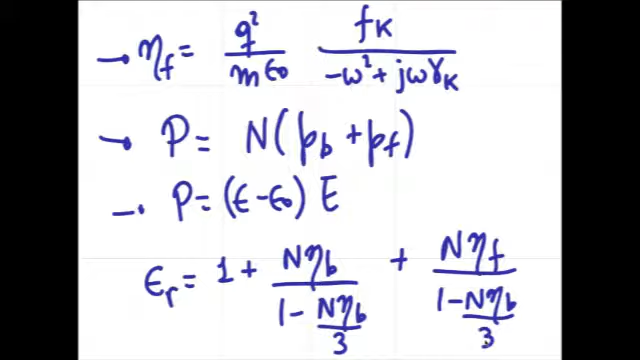 → η_f = q²/(m ε₀) f_K/(-ω² + jωγ_K)
→ P = N(p_b + p_f)
→ P = (ε - ε₀) E
ε_r = 1 + Nη_b/(1 - Nη_b/3) + Nη_f/(1 - Nη_b/3)